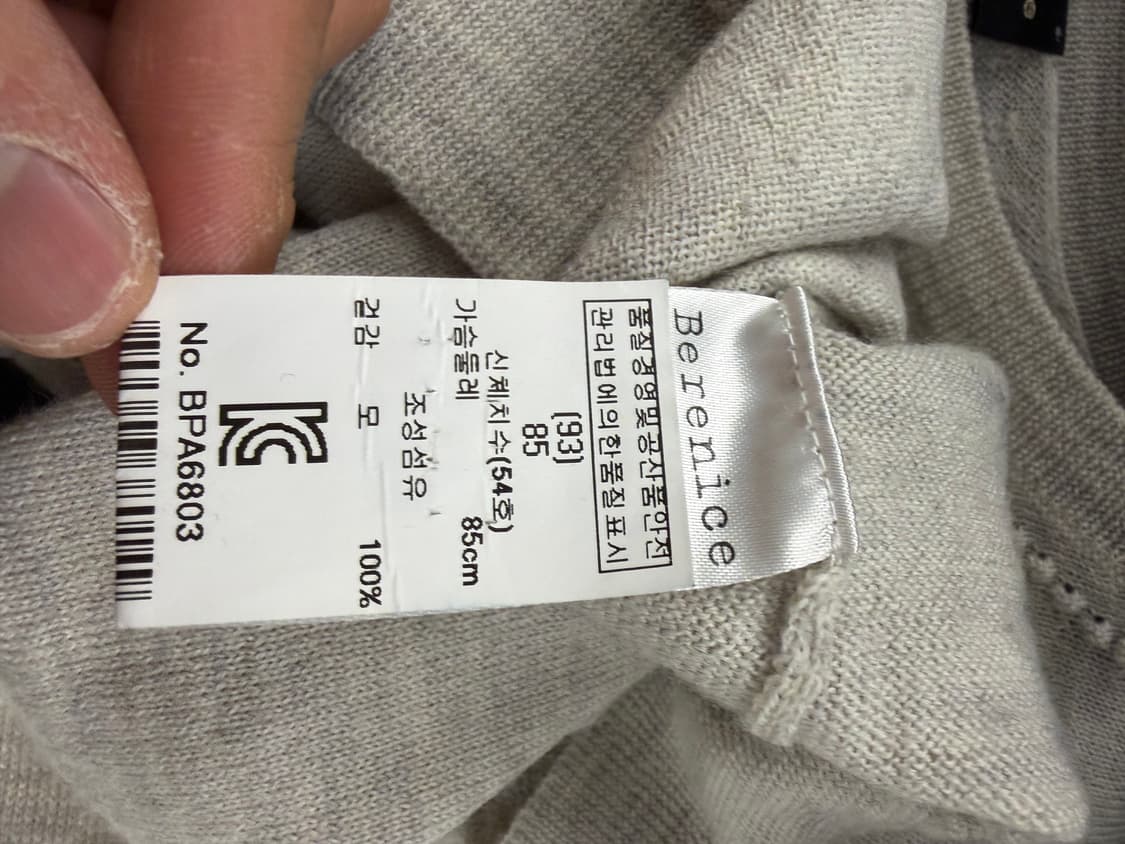 Berenice
품질경영및공산품안전
관리법에의한품질표시
(93)
85
신체치수(54호)
가슴둘레 85cm
조성섬유
겉감 모 100%
KC
No. BPA6803